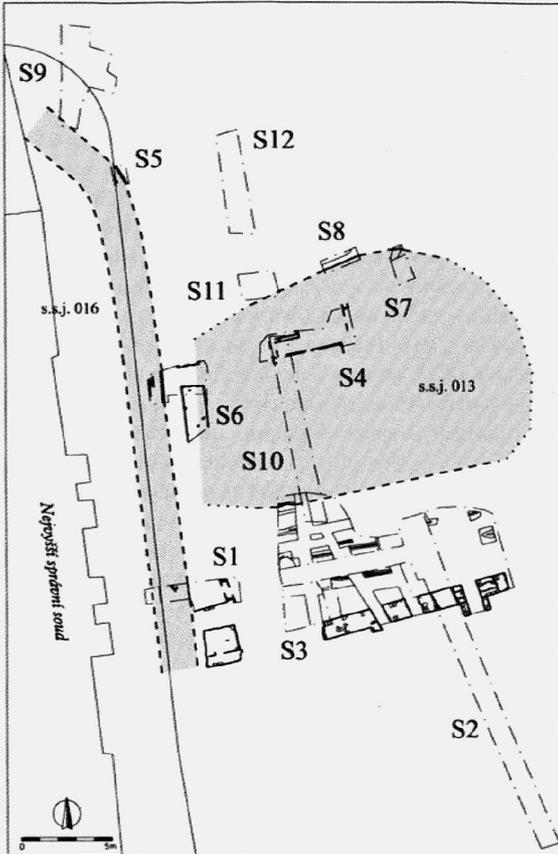 S9
S12
S5
S8
S11
S7
s.s.j. 016
S4
s.s.j. 013
S6
S10
Nejvyšší správní soud
S1
S3
S2
0 5m